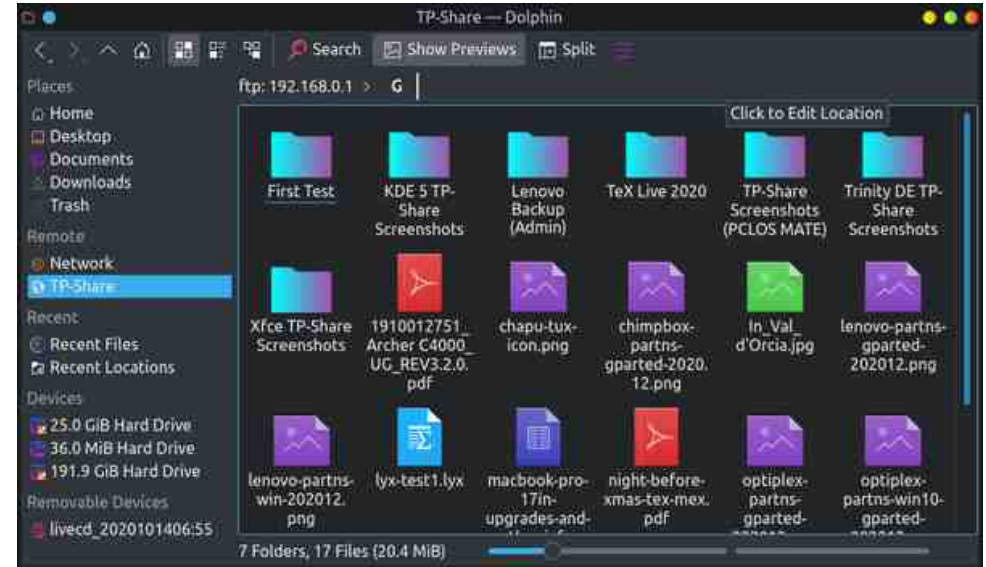 TP-Share — Dolphin
Search
Show Previews
Split
Places
Home
Desktop
Documents
Downloads
Trash
Remote
Network
TP-Share
Recent
Recent Files
Recent Locations
Devices
25.0 GiB Hard Drive
36.0 MiB Hard Drive
191.9 GiB Hard Drive
Removable Devices
livecd_2020101406:55
ftp: 192.168.0.1 > G
Click to Edit Location
First Test
KDE 5 TP-
Share
Screenshots
Lenovo
Backup
(Admin)
TeX Live 2020
TP-Share
Screenshots
(PCLOS MATE)
Trinity DE TP-
Share
Screenshots
Xfce TP-Share
Screenshots
1910012751_
Archer C4000_
UG_REV3.2.0.
pdf
chapu-tux-
icon.png
chimpbox-
partns-
gparted-2020.
12.png
In_Val_
d'Orcia.jpg
lenovo-partns-
gparted-
202012.png
lenovo-partns-
win-202012.
png
lyx-test1.lyx
macbook-pro-
17in-
upgrades-and-
night-before-
xmas-tex-mex.
pdf
optiplex-
partns-
gparted-
optiplex-
partns-win10-
gparted-
7 Folders, 17 Files (20.4 MiB)